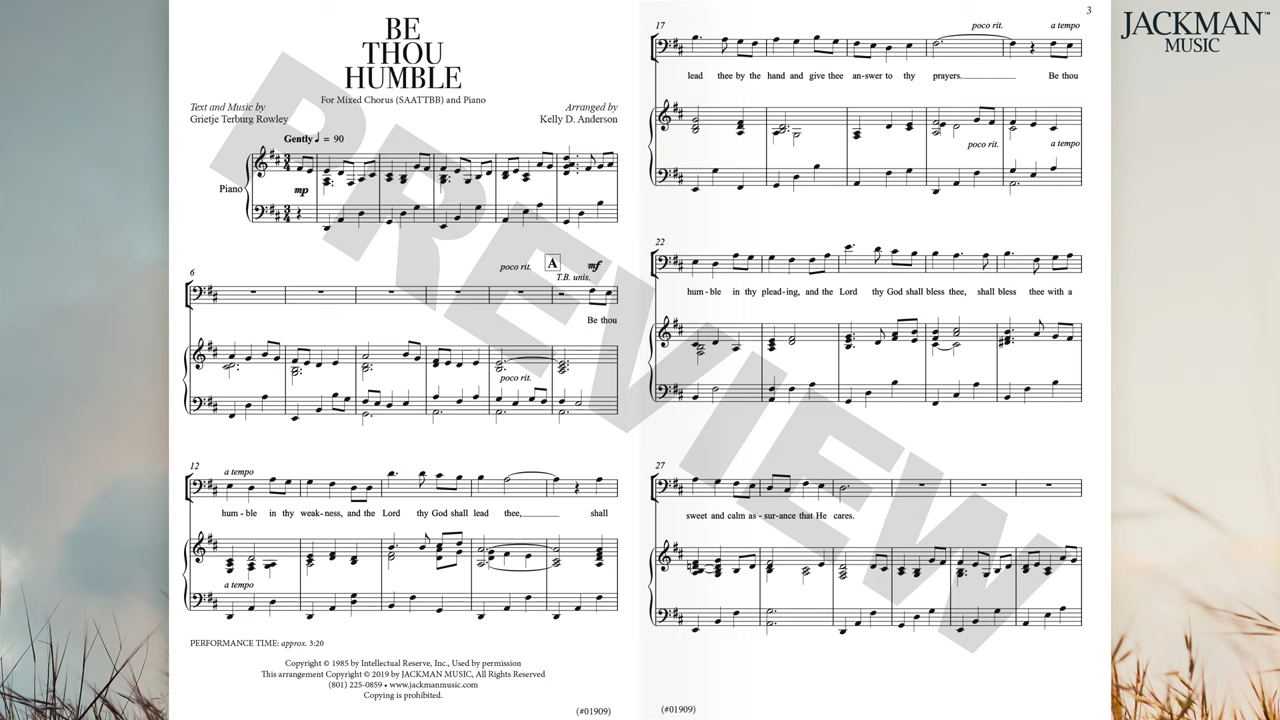 BE
THOU
HUMBLE
For Mixed Chorus (SAATTBB) and Piano
Text and Music by
Grietje Terburg Rowley
Arranged by
Kelly D. Anderson
Gently ♩ = 90
Piano
mp
6
poco rit.
A
mf
T.B. unis.
Be thou
poco rit.
12
a tempo
hum - ble in thy weak - ness, and the Lord thy God shall lead thee, shall
a tempo
PERFORMANCE TIME: approx. 3:20
Copyright © 1985 by Intellectual Reserve, Inc., Used by permission
This arrangement Copyright © 2019 by JACKMAN MUSIC, All Rights Reserved
(801) 225-0859 • www.jackmanmusic.com
Copying is prohibited.
(#01909)
3
17
poco rit.
a tempo
lead thee by the hand and give thee an-swer to thy prayers. Be thou
poco rit.
a tempo
22
hum - ble in thy plead - ing, and the Lord thy God shall bless thee, shall bless thee with a
27
sweet and calm as - sur-ance that He cares.
(#01909)
PREVIEW
JACKMAN™
MUSIC